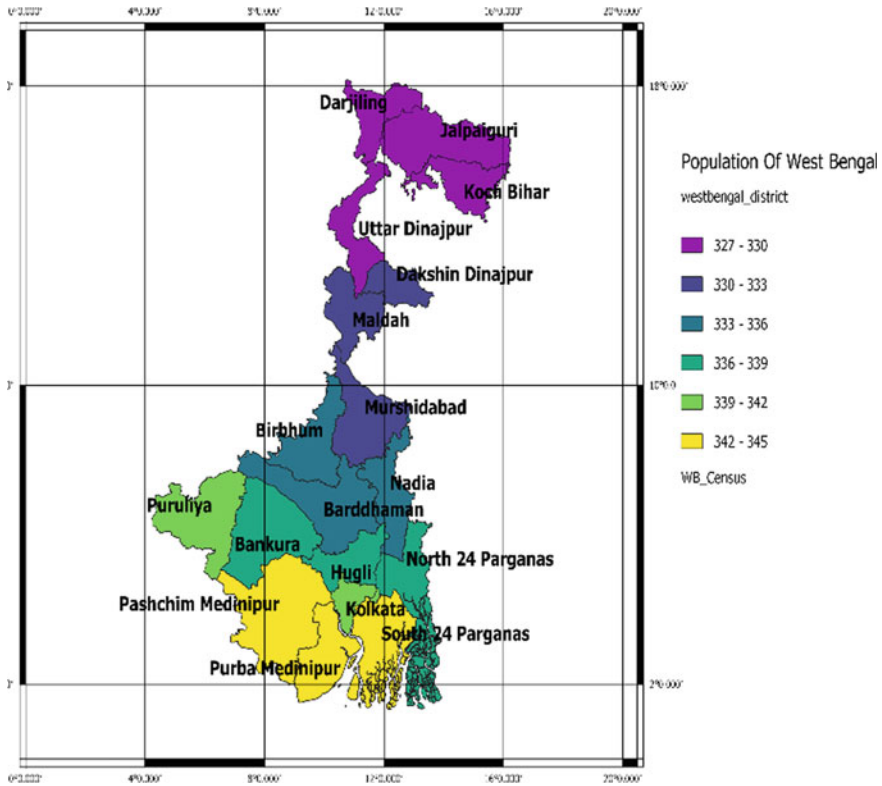 Darjiling
Jalpaiguri
Koch Bihar
Uttar Dinajpur
Dakshin Dinajpur
Maldah
Murshidabad
Birbhum
Nadia
Puruliya
Barddhaman
Bankura
North 24 Parganas
Hugli
Pashchim Medinipur
Kolkata
South 24 Parganas
Purba Medinipur
Population Of West Bengal
westbengal_district
327 - 330
330 - 333
333 - 336
336 - 339
339 - 342
342 - 345
WB_Census